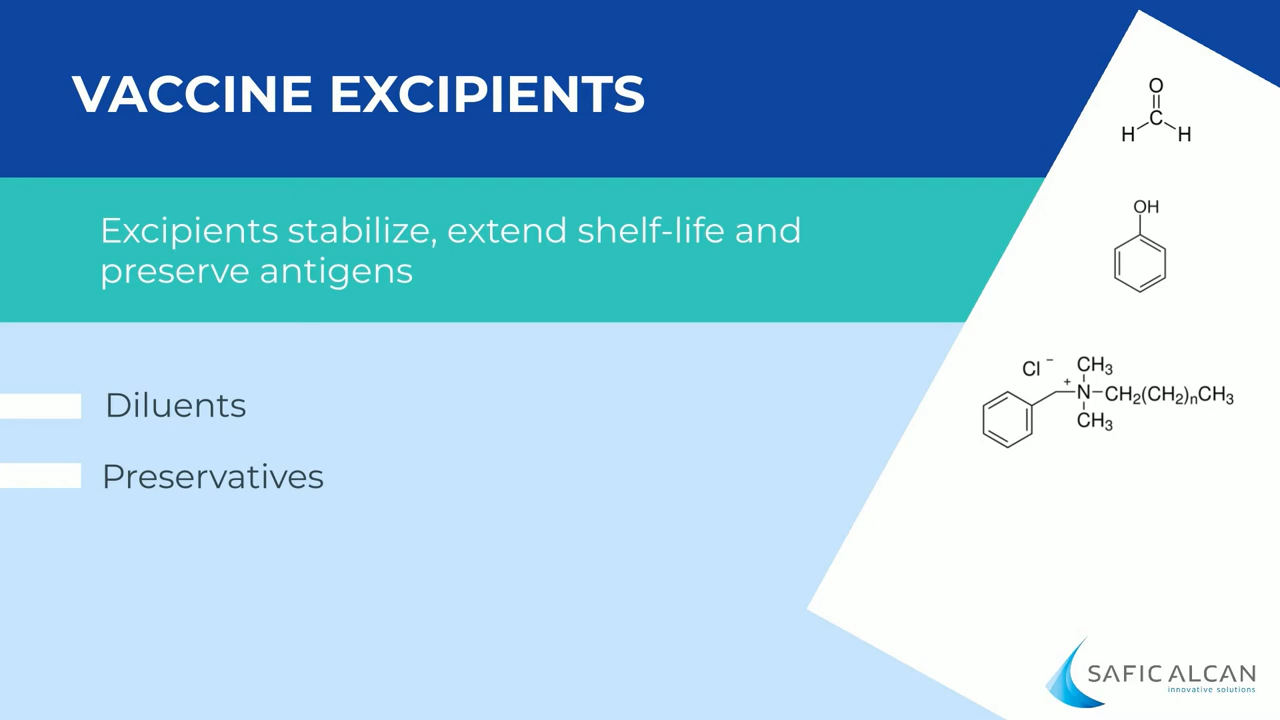 VACCINE EXCIPIENTS
Excipients stabilize, extend shelf-life and
preserve antigens
Diluents
Preservatives
O
C
H H
OH
Cl⁻ CH₃
⁺
N–CH₂(CH₂)ₙCH₃
CH₃
SAFIC ALCAN
innovative solutions